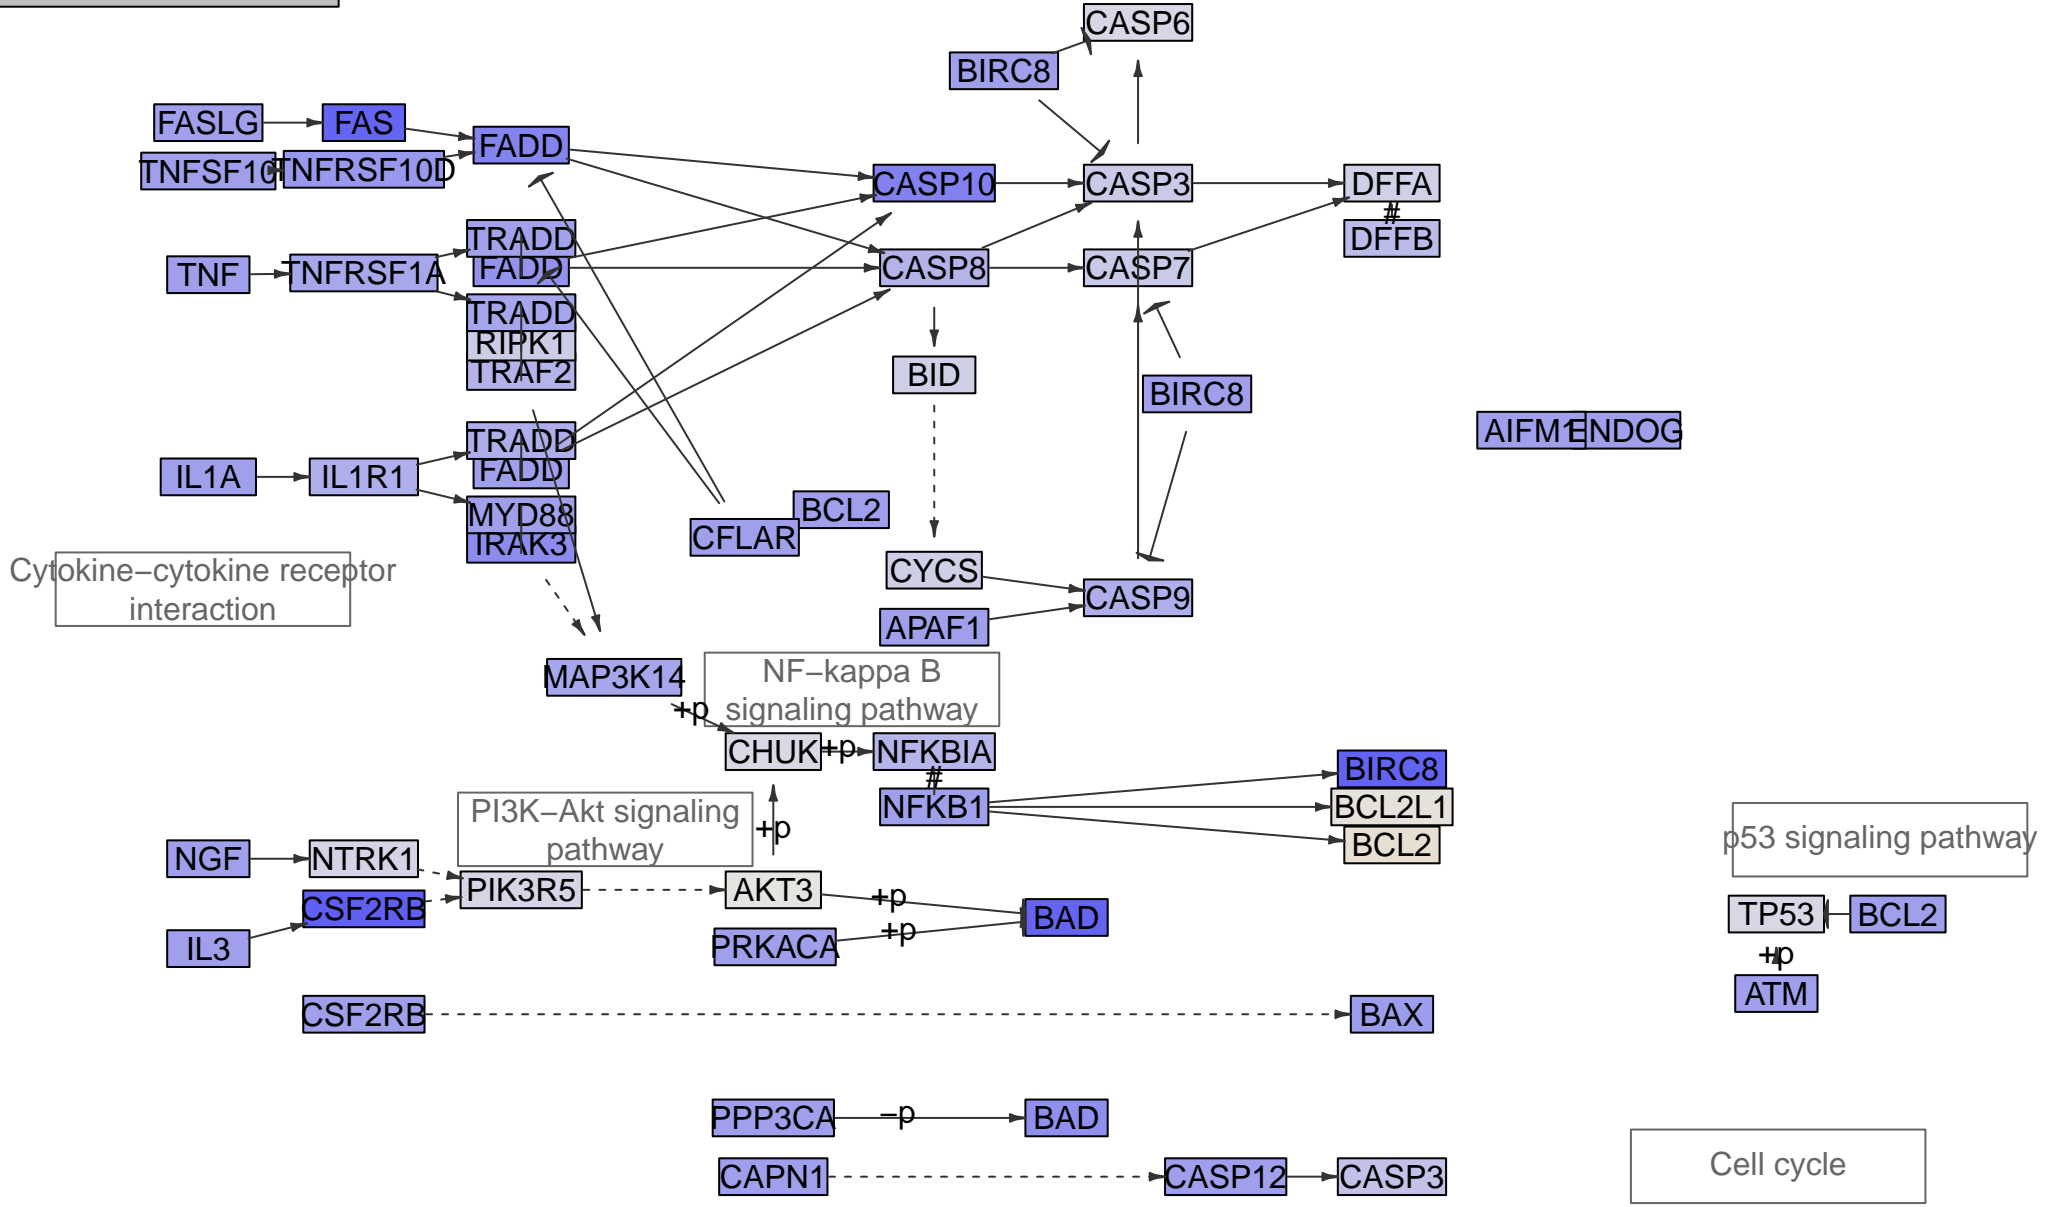 CASP6
BIRC8
FASLG
FAS
FADD
TNFSF10
TNFRSF10D
CASP10
CASP3
DFFA
#
DFFB
TRADD
FADD
TNF
TNFRSF1A
CASP8
CASP7
TRADD
RIPK1
TRAF2
BID
BIRC8
AIFM1
ENDOG
TRADD
FADD
IL1A
IL1R1
MYD88
IRAK3
BCL2
CFLAR
Cytokine−cytokine receptor
interaction
CYCS
CASP9
APAF1
MAP3K14
NF−kappa B
signaling pathway
+p
CHUK
+p
NFKBIA
#
NFKB1
BIRC8
BCL2L1
BCL2
PI3K−Akt signaling
pathway
+p
p53 signaling pathway
NGF
NTRK1
PIK3R5
AKT3
+p
CSF2RB
BAD
TP53
BCL2
IL3
PRKACA
+p
+p
ATM
CSF2RB
BAX
PPP3CA
−p
BAD
CAPN1
CASP12
CASP3
Cell cycle